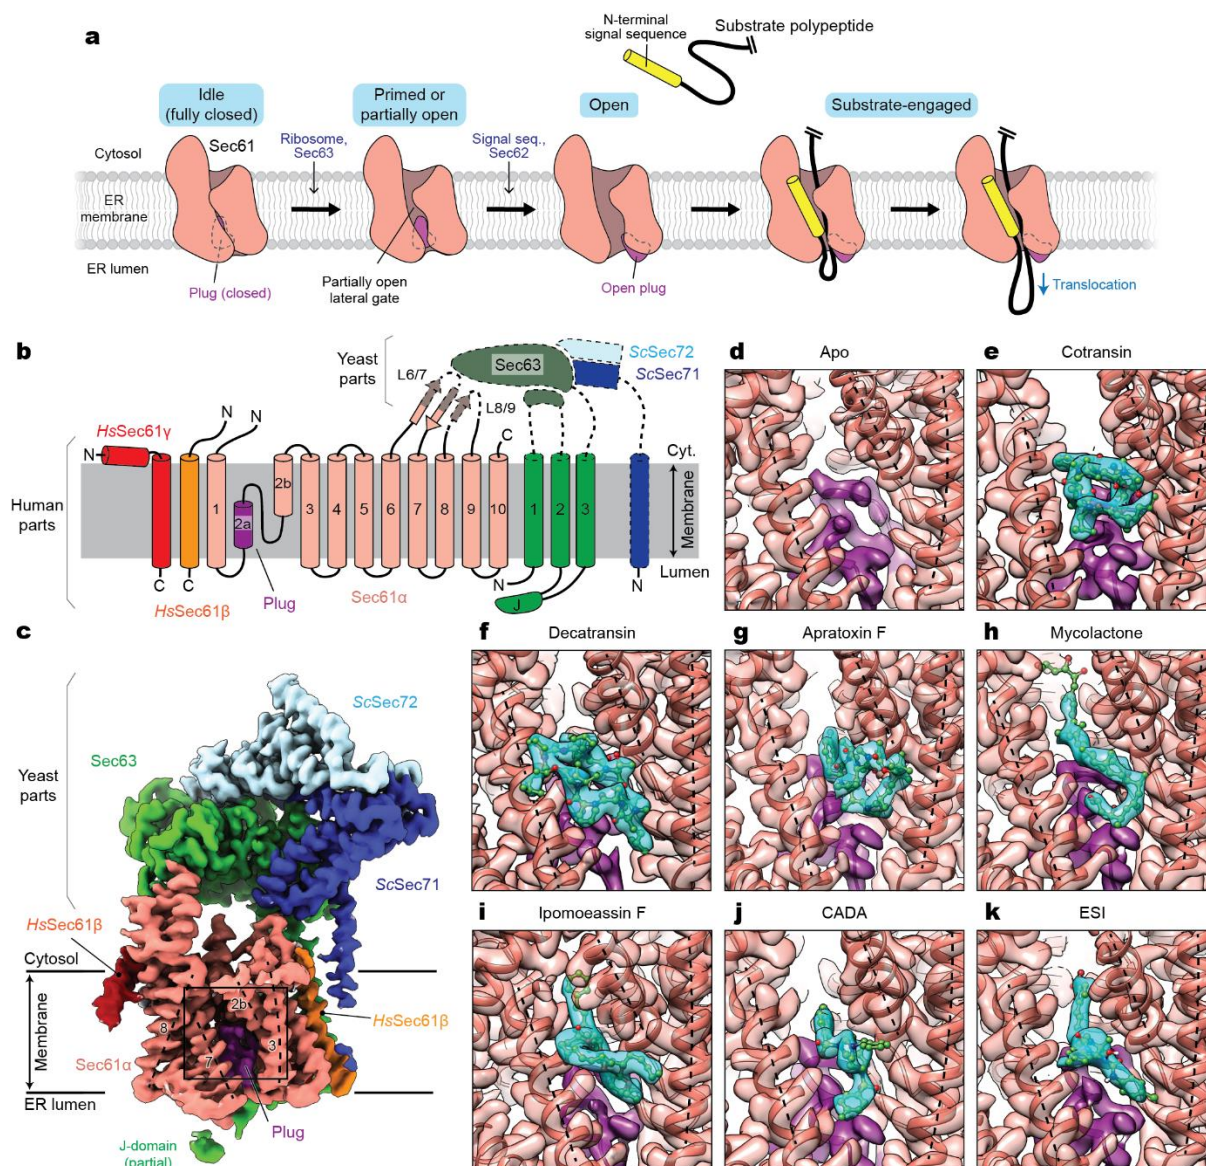 a
N-terminal
signal sequence
Substrate polypeptide
Idle
(fully closed)
Primed or
partially open
Open
Substrate-engaged
Sec61
Cytosol
Ribosome,
Sec63
Signal seq.,
Sec62
ER
membrane
ER lumen
Plug (closed)
Partially open
lateral gate
Open plug
Translocation
b
Yeast
parts
L6/7
Sec63
ScSec72
ScSec71
L8/9
N
N
HsSec61γ
N
C
Cyt.
Human
parts
1
2a
2b
3
4
5
6
7
8
9
10
1
2
3
Membrane
Lumen
C
C
N
N
HsSec61β
Plug
Sec61α
J
c
Yeast
parts
ScSec72
Sec63
ScSec71
HsSec61β
Cytosol
Membrane
2b
8
7
3
HsSec61β
Sec61α
ER lumen
Plug
J-domain
(partial)
d
Apo
e
Cotransin
f
Decatransin
g
Apratoxin F
h
Mycolactone
i
Ipomoeassin F
j
CADA
k
ESI